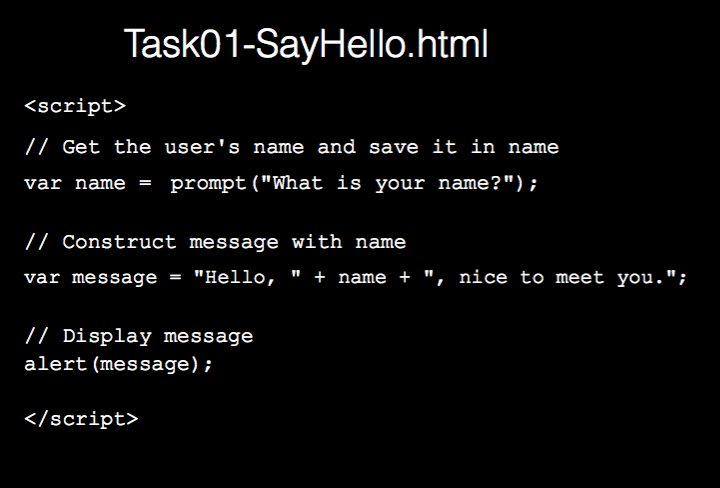 Task01-SayHello.html
<script>
// Get the user's name and save it in name
var name = prompt("What is your name?");
// Construct message with name
var message = "Hello, " + name + ", nice to meet you.";
// Display message
alert(message);
</script>